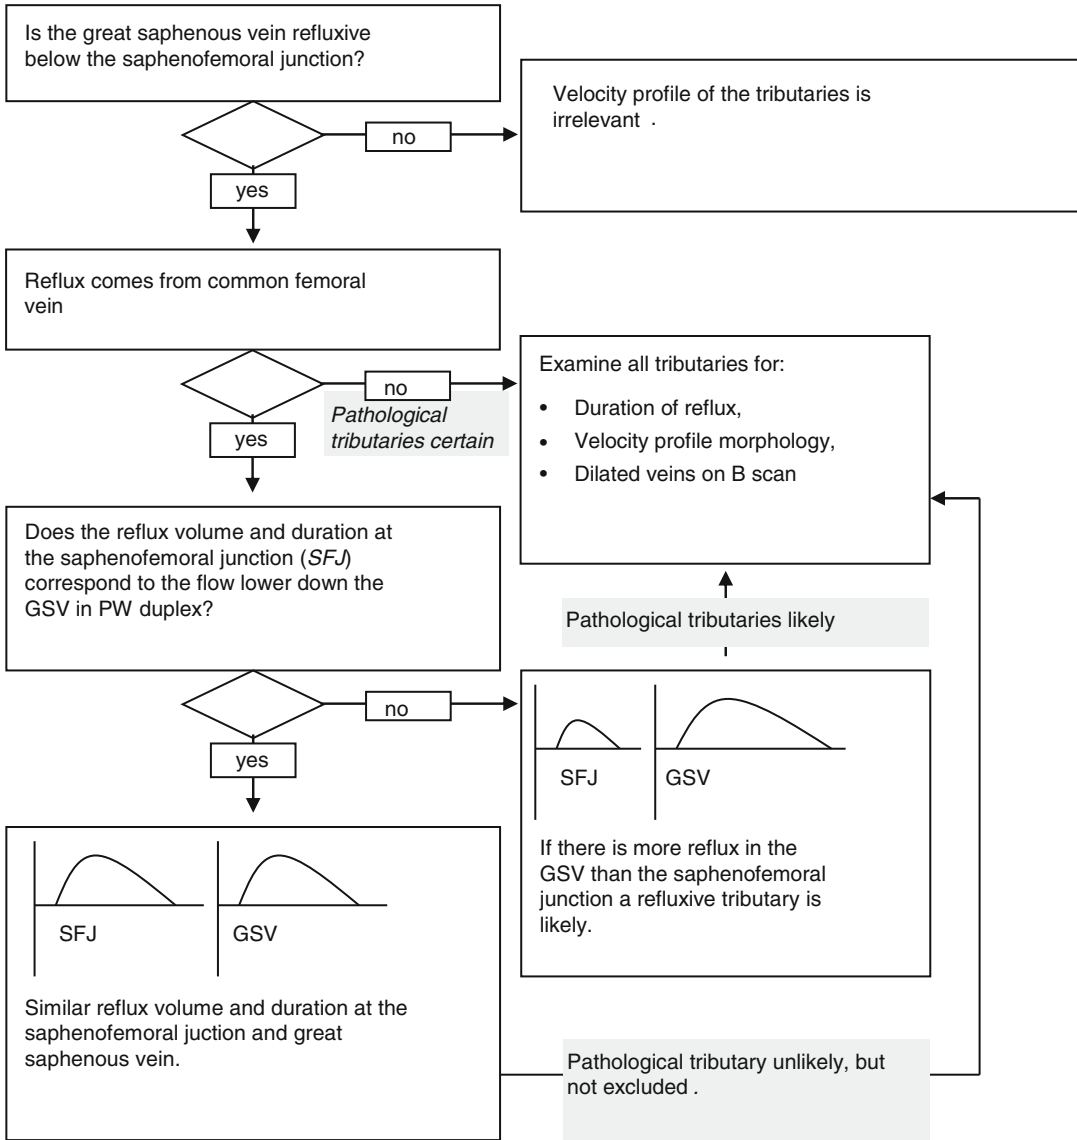 Is the great saphenous vein refluxive
below the saphenofemoral junction?
Velocity profile of the tributaries is
irrelevant .
no
yes
Reflux comes from common femoral
vein
no
Pathological
tributaries certain
yes
Examine all tributaries for:
• Duration of reflux,
• Velocity profile morphology,
• Dilated veins on B scan
Does the reflux volume and duration at
the saphenofemoral junction (SFJ)
correspond to the flow lower down the
GSV in PW duplex?
Pathological tributaries likely
no
yes
SFJ GSV
If there is more reflux in the
GSV than the saphenofemoral
junction a refluxive tributary is
likely.
SFJ GSV
Similar reflux volume and duration at the
saphenofemoral juction and great
saphenous vein.
Pathological tributary unlikely, but
not excluded .